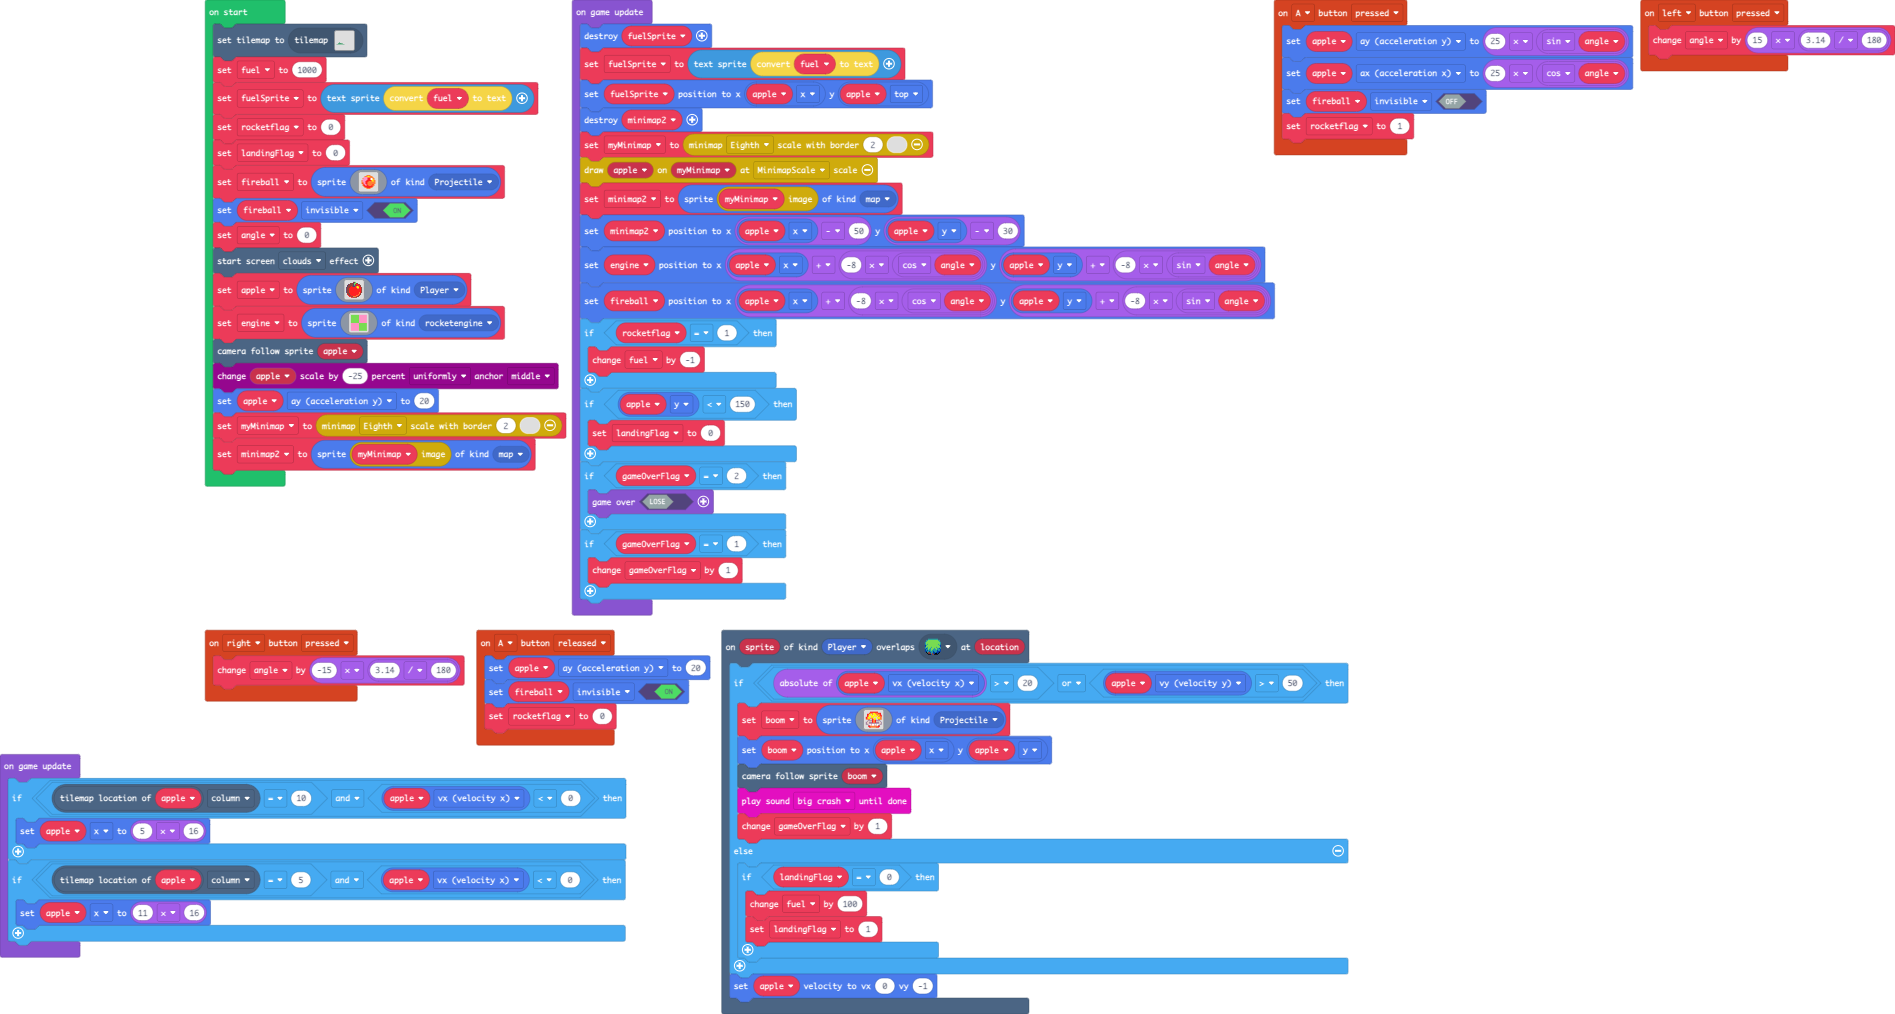 on start
set tilemap to tilemap
set fuel to 1000
set fuelSprite to text sprite convert fuel to text
set rocketflag to 0
set landingFlag to 0
set fireball to sprite of kind Projectile
set fireball invisible ON
set angle to 0
start screen clouds effect
set apple to sprite of kind Player
set engine to sprite of kind rocketengine
camera follow sprite apple
change apple scale by -25 percent uniformly anchor middle
set apple ay (acceleration y) to 20
set myMinimap to minimap Eighth scale with border 2
set minimap2 to sprite myMinimap image of kind map
on game update
destroy fuelSprite
set fuelSprite to text sprite convert fuel to text
set fuelSprite position to x apple x y apple top
destroy minimap2
set myMinimap to minimap Eighth scale with border 2
draw apple on myMinimap at MinimapScale scale
set minimap2 to sprite myMinimap image of kind map
set minimap2 position to x apple x - 50 y apple y - 30
set engine position to x apple x + -8 × cos angle y apple y + -8 × sin angle
set fireball position to x apple x + -8 × cos angle y apple y + -8 × sin angle
if rocketflag = 1 then
change fuel by -1
if apple y < 150 then
set landingFlag to 0
if gameOverFlag = 2 then
game over LOSE
if gameOverFlag = 1 then
change gameOverFlag by 1
on A button pressed
set apple ay (acceleration y) to 25 × sin angle
set apple ax (acceleration x) to 25 × cos angle
set fireball invisible OFF
set rocketflag to 1
on left button pressed
change angle by 15 × 3.14 / 180
on right button pressed
change angle by -15 × 3.14 / 180
on A button released
set apple ay (acceleration y) to 20
set fireball invisible ON
set rocketflag to 0
on sprite of kind Player overlaps at location
if absolute of apple vx (velocity x) > 20 or apple vy (velocity y) > 50 then
set boom to sprite of kind Projectile
set boom position to x apple x y apple y
camera follow sprite boom
play sound big crash until done
change gameOverFlag by 1
else
if landingFlag = 0 then
change fuel by 100
set landingFlag to 1
set apple velocity to vx 0 vy -1
on game update
if tilemap location of apple column = 10 and apple vx (velocity x) < 0 then
set apple x to 5 × 16
if tilemap location of apple column = 5 and apple vx (velocity x) < 0 then
set apple x to 11 × 16